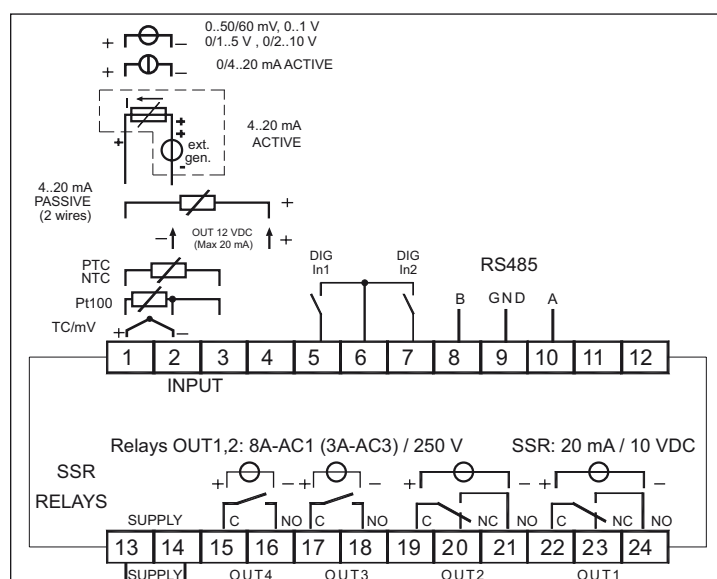 0..50/60 mV, 0..1 V
0/1..5 V , 0/2..10 V
+ −
0/4..20 mA ACTIVE
+ −
I
+
+
+
ext.
gen.
-
4..20 mA
ACTIVE
4..20 mA
PASSIVE
(2 wires)
+
− OUT 12 VDC +
(Max 20 mA)
PTC
NTC
Pt100
TC/mV + −
DIG
In1
DIG
In2
RS485
B GND A
1 2 3 4 5 6 7 8 9 10 11 12
INPUT
Relays OUT1,2: 8A-AC1 (3A-AC3) / 250 V SSR: 20 mA / 10 VDC
SSR
RELAYS
+ − + − + − + −
SUPPLY C NO C NO C NC NO C NC NO
13 14 15 16 17 18 19 20 21 22 23 24
SUPPLY OUT4 OUT3 OUT2 OUT1